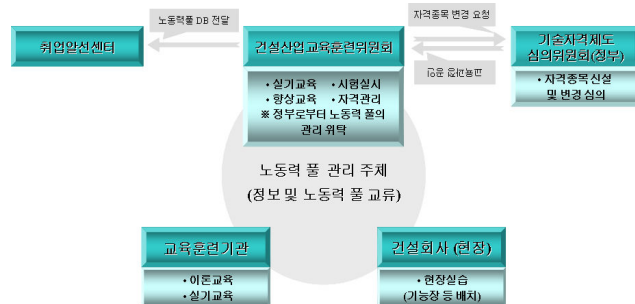 노동력풀 DB 전달
자격종목 변경 요청
취업알선센터
건설산업교육훈련위원회
기술자격제도
심의위원회(정부)
• 실기교육 • 시험실시
• 향상교육 • 자격관리
※ 정부로부터 노동력 풀의
관리 위탁
• 자격종목 신설
및 변경 심의
노동력 풀 관리 주체
(정보 및 노동력 풀 교류)
교육훈련기관
• 이론교육
• 실기교육
건설회사 (현장)
• 현장실습
(기능장 등 배치)